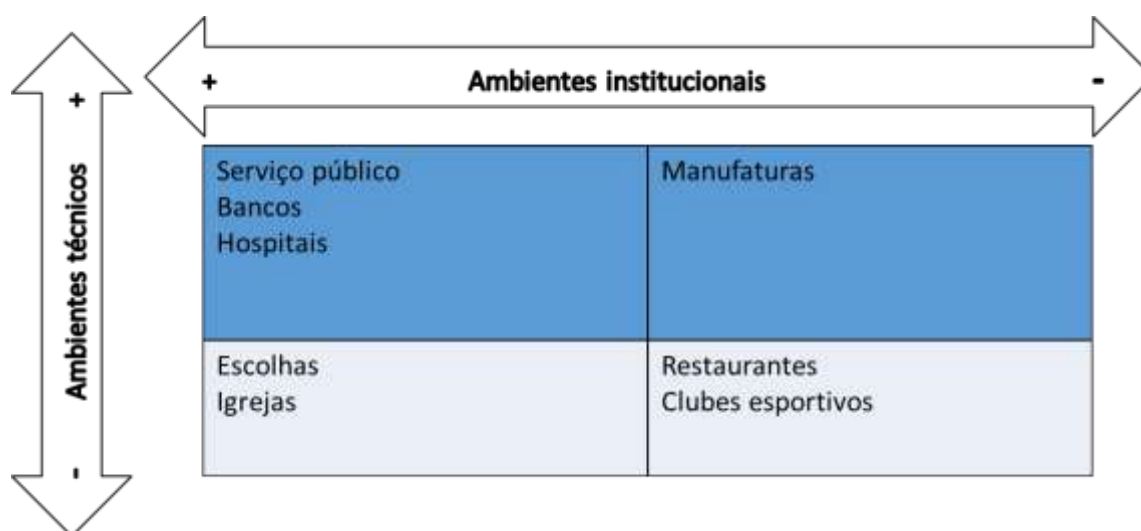 + Ambientes institucionais -
+ Ambientes técnicos -
Serviço público
Bancos
Hospitais
Manufaturas
Escolhas
Igrejas
Restaurantes
Clubes esportivos